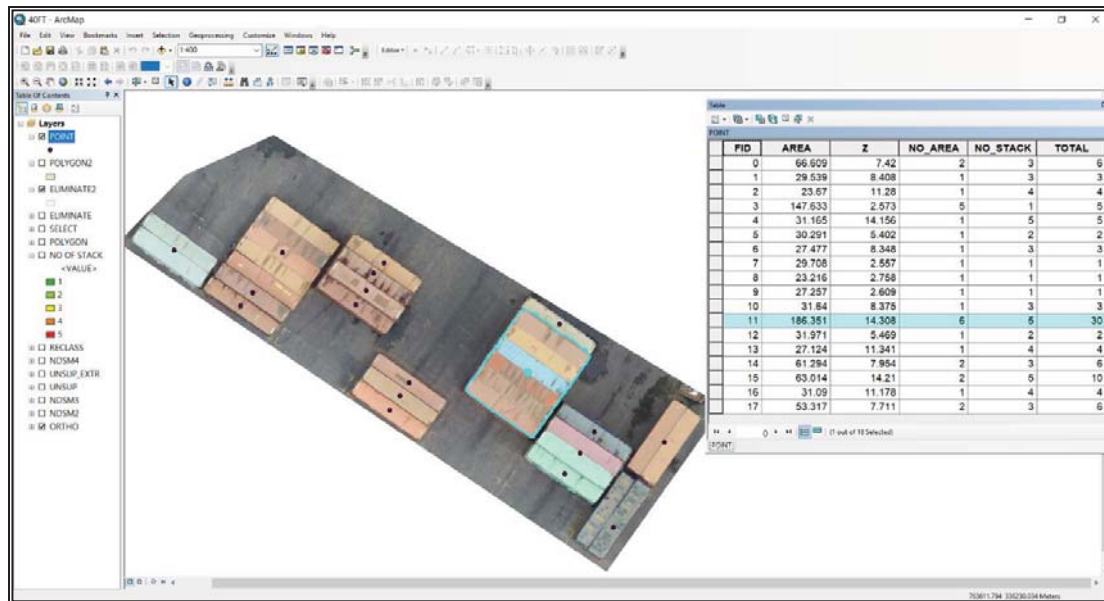 40FT - ArcMap
File Edit View Bookmarks Insert Selection Geoprocessing Customize Windows Help
1:400
Editor
Table Of Contents
Layers
POINT
POLYGON2
ELIMINATE2
ELIMINATE
SELECT
POLYGON
NO OF STACK
<VALUE>
1
2
3
4
5
RECLASS
NDSM4
UNSUP_EXTR
UNSUP
NDSM3
NDSM2
ORTHO
Table
POINT
FID AREA Z NO_AREA NO_STACK TOTAL
0 66.609 7.42 2 3 6
1 29.539 8.408 1 3 3
2 23.67 11.28 1 4 4
3 147.633 2.573 5 1 5
4 31.165 14.156 1 5 5
5 30.291 5.402 1 2 2
6 27.477 8.348 1 3 3
7 29.708 2.557 1 1 1
8 23.216 2.758 1 1 1
9 27.257 2.609 1 1 1
10 31.64 8.375 1 3 3
11 186.351 14.308 6 5 30
12 31.971 5.469 1 2 2
13 27.124 11.341 1 4 4
14 61.294 7.954 2 3 6
15 63.014 14.21 2 5 10
16 31.09 11.178 1 4 4
17 53.317 7.711 2 3 6
0 (1 out of 18 Selected)
POINT
763611.794 336230.034 Meters